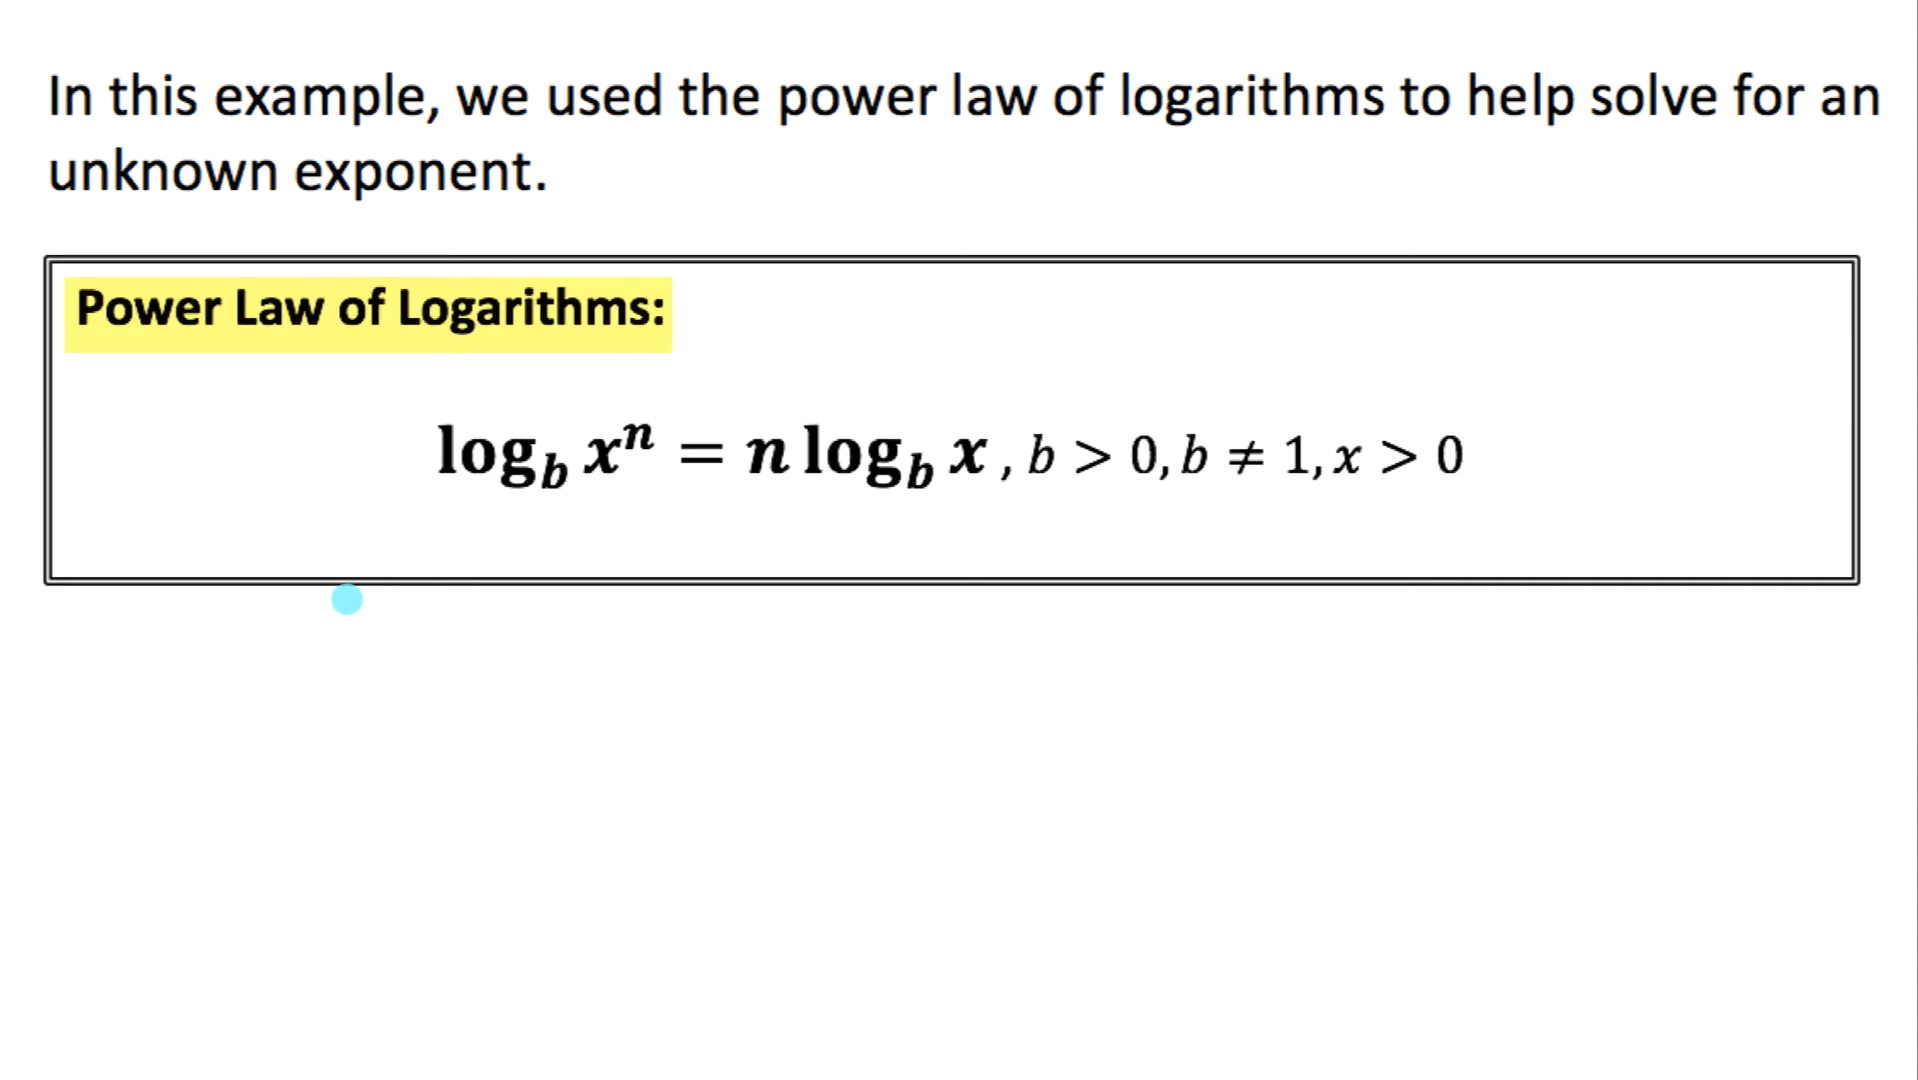 In this example, we used the power law of logarithms to help solve for an
unknown exponent.
Power Law of Logarithms:
log_b x^n = n log_b x , b > 0, b ≠ 1, x > 0